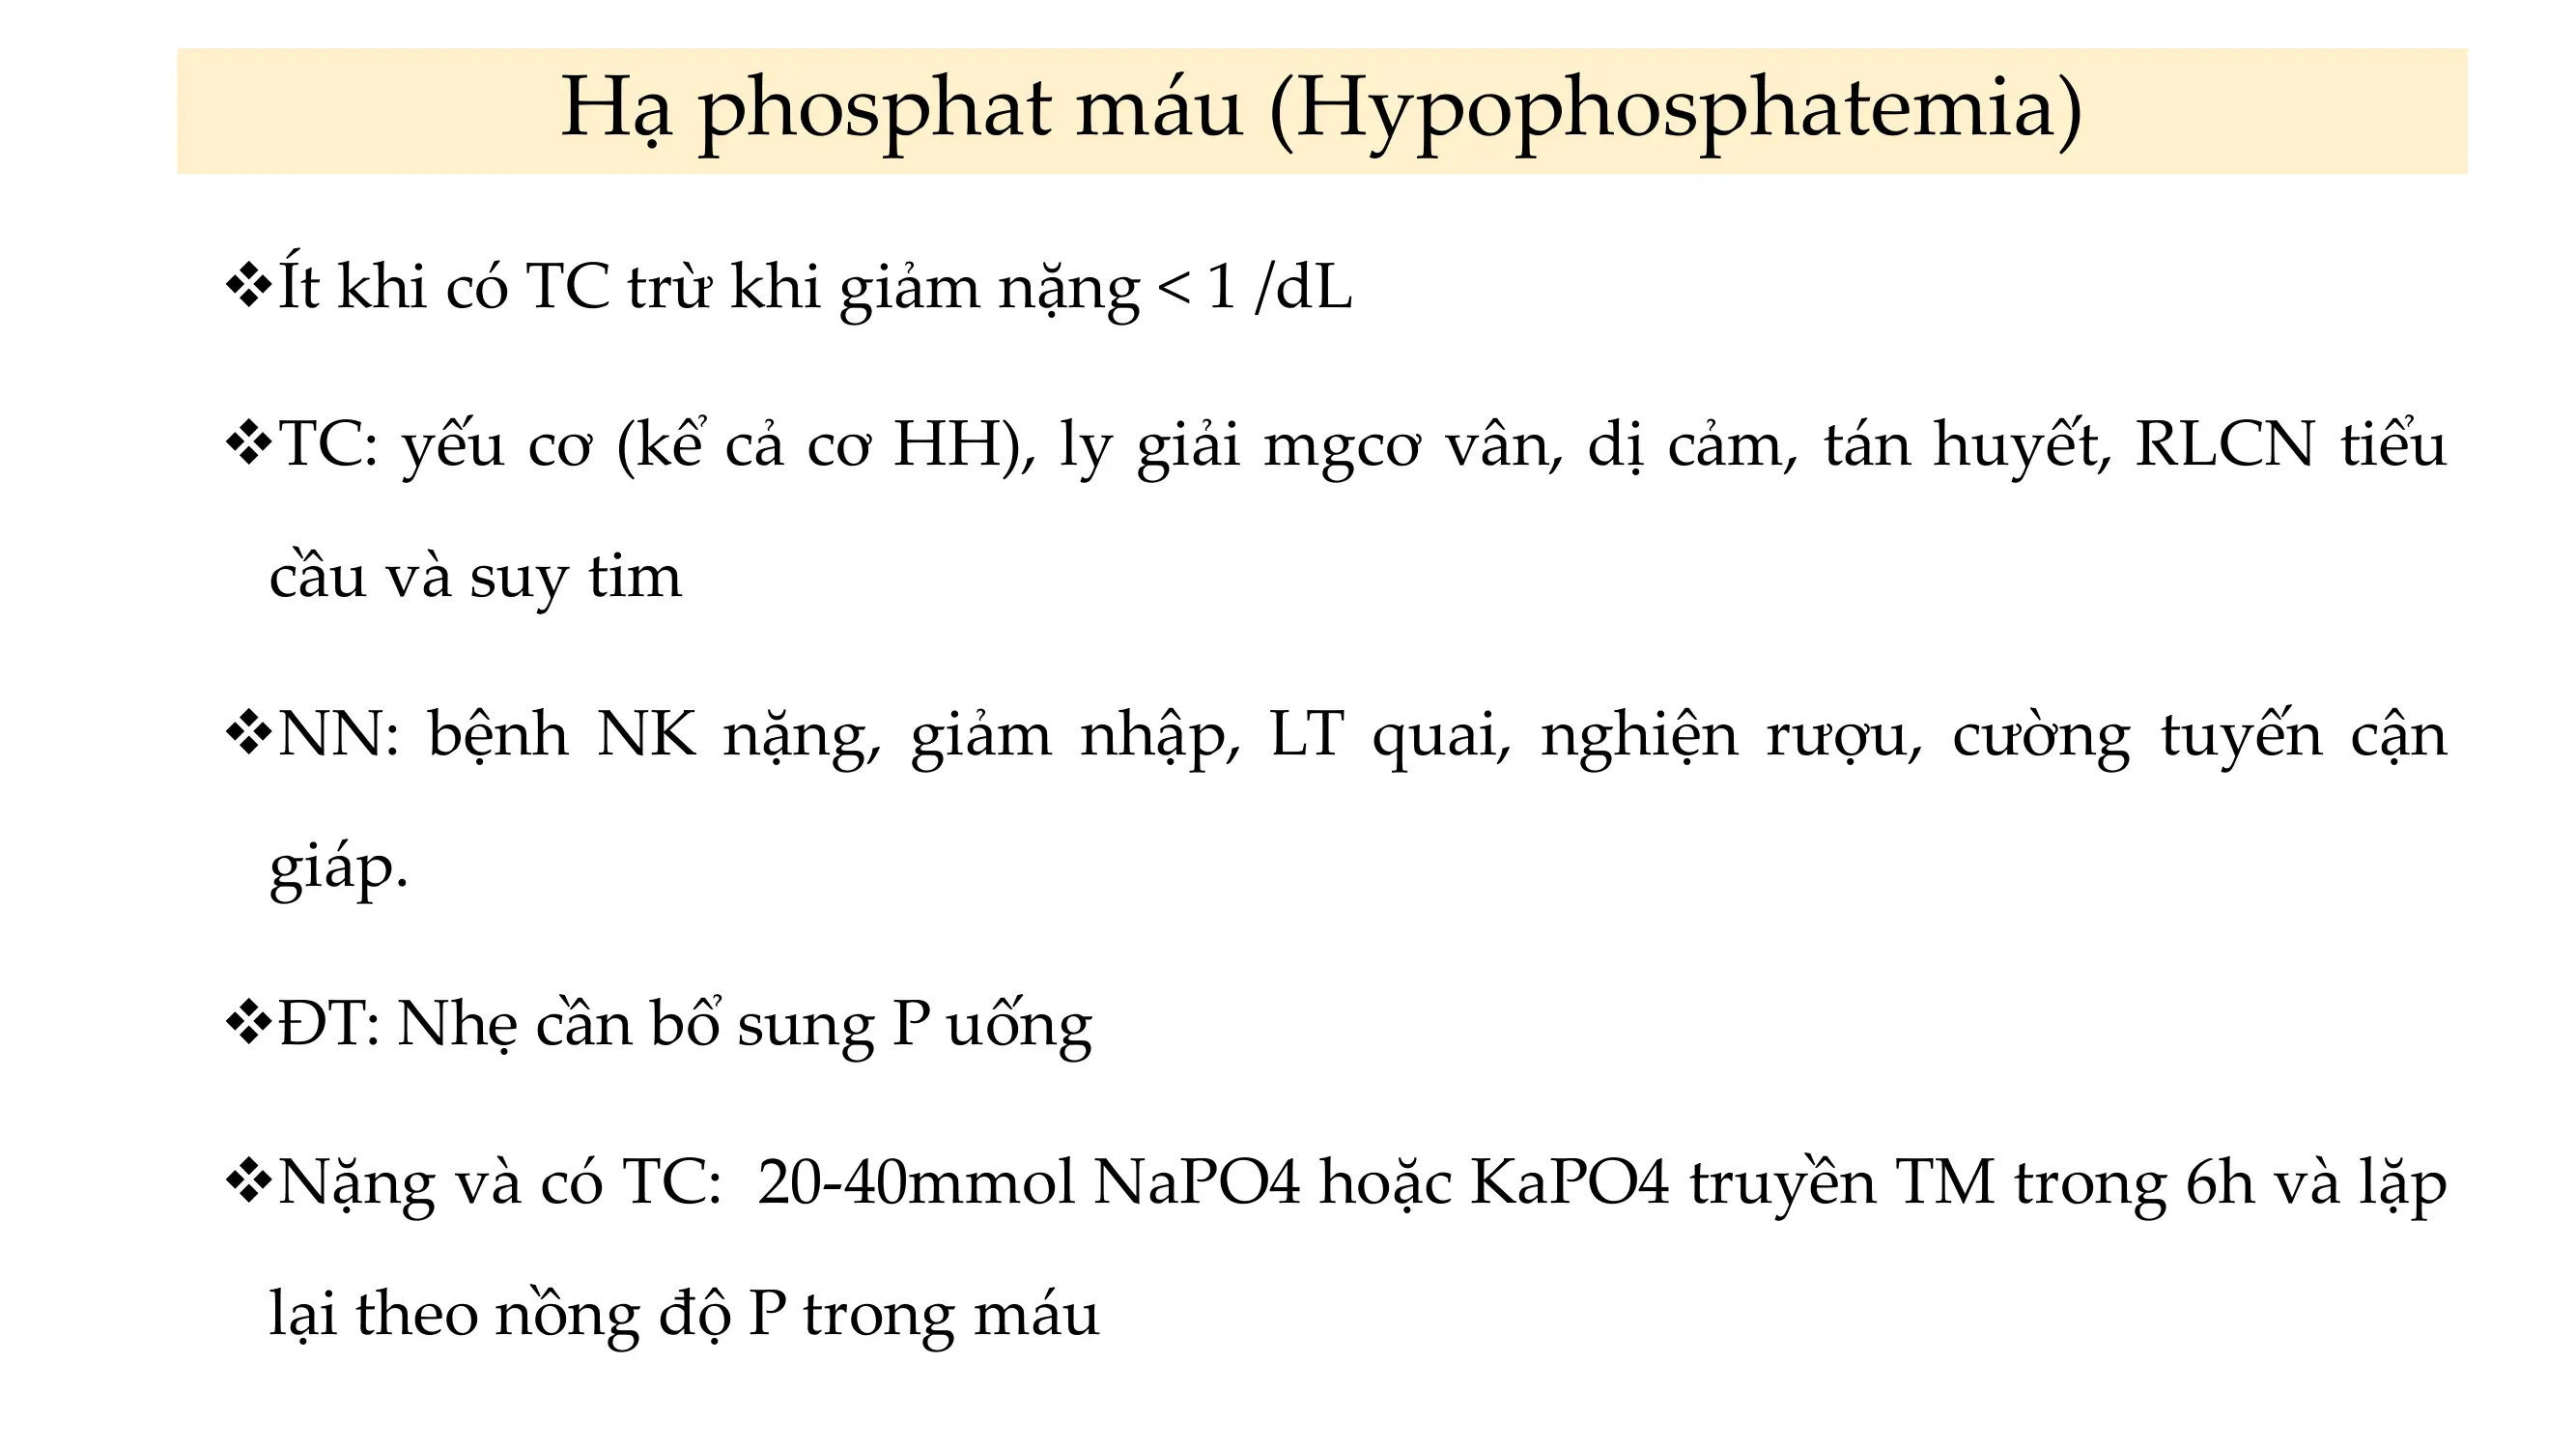 Hạ phosphat máu (Hypophosphatemia)
❖Ít khi có TC trừ khi giảm nặng < 1 /dL
❖TC: yếu cơ (kể cả cơ HH), ly giải mgcơ vân, dị cảm, tán huyết, RLCN tiểu
cầu và suy tim
❖NN: bệnh NK nặng, giảm nhập, LT quai, nghiện rượu, cường tuyến cận
giáp.
❖ĐT: Nhẹ cần bổ sung P uống
❖Nặng và có TC:  20-40mmol NaPO4 hoặc KaPO4 truyền TM trong 6h và lặp
lại theo nồng độ P trong máu